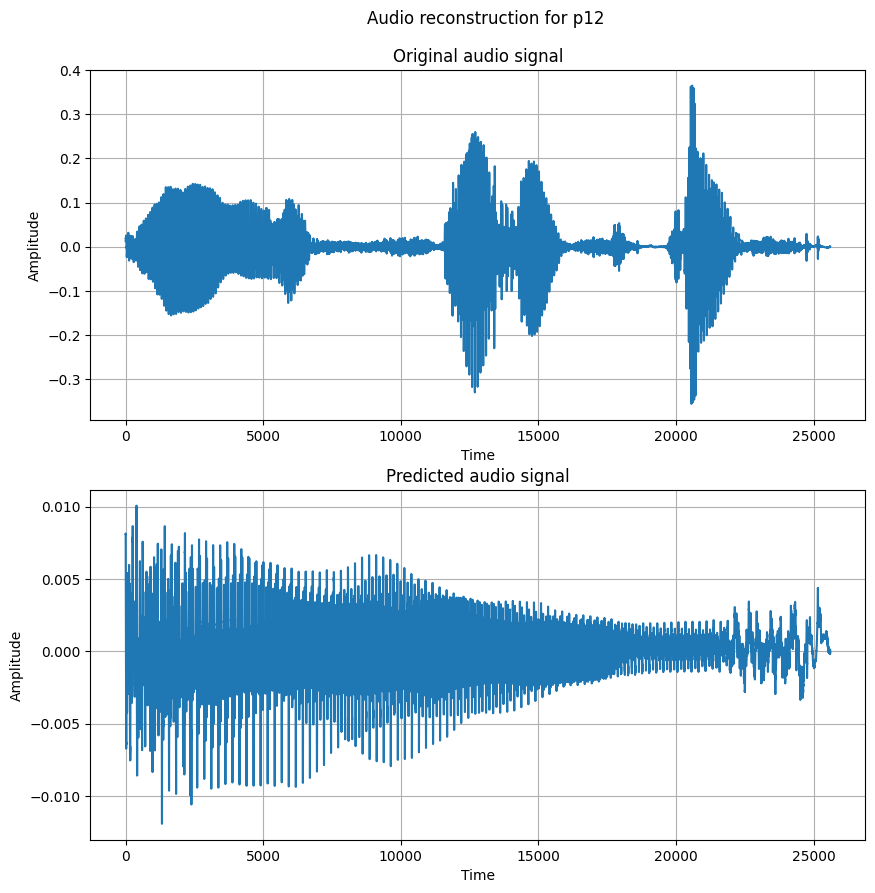 Audio reconstruction for p12
Original audio signal
0.4
0.3
0.2
0.1
0.0
−0.1
−0.2
−0.3
Amplitude
0 5000 10000 15000 20000 25000
Time
Predicted audio signal
0.010
0.005
0.000
−0.005
−0.010
Amplitude
0 5000 10000 15000 20000 25000
Time